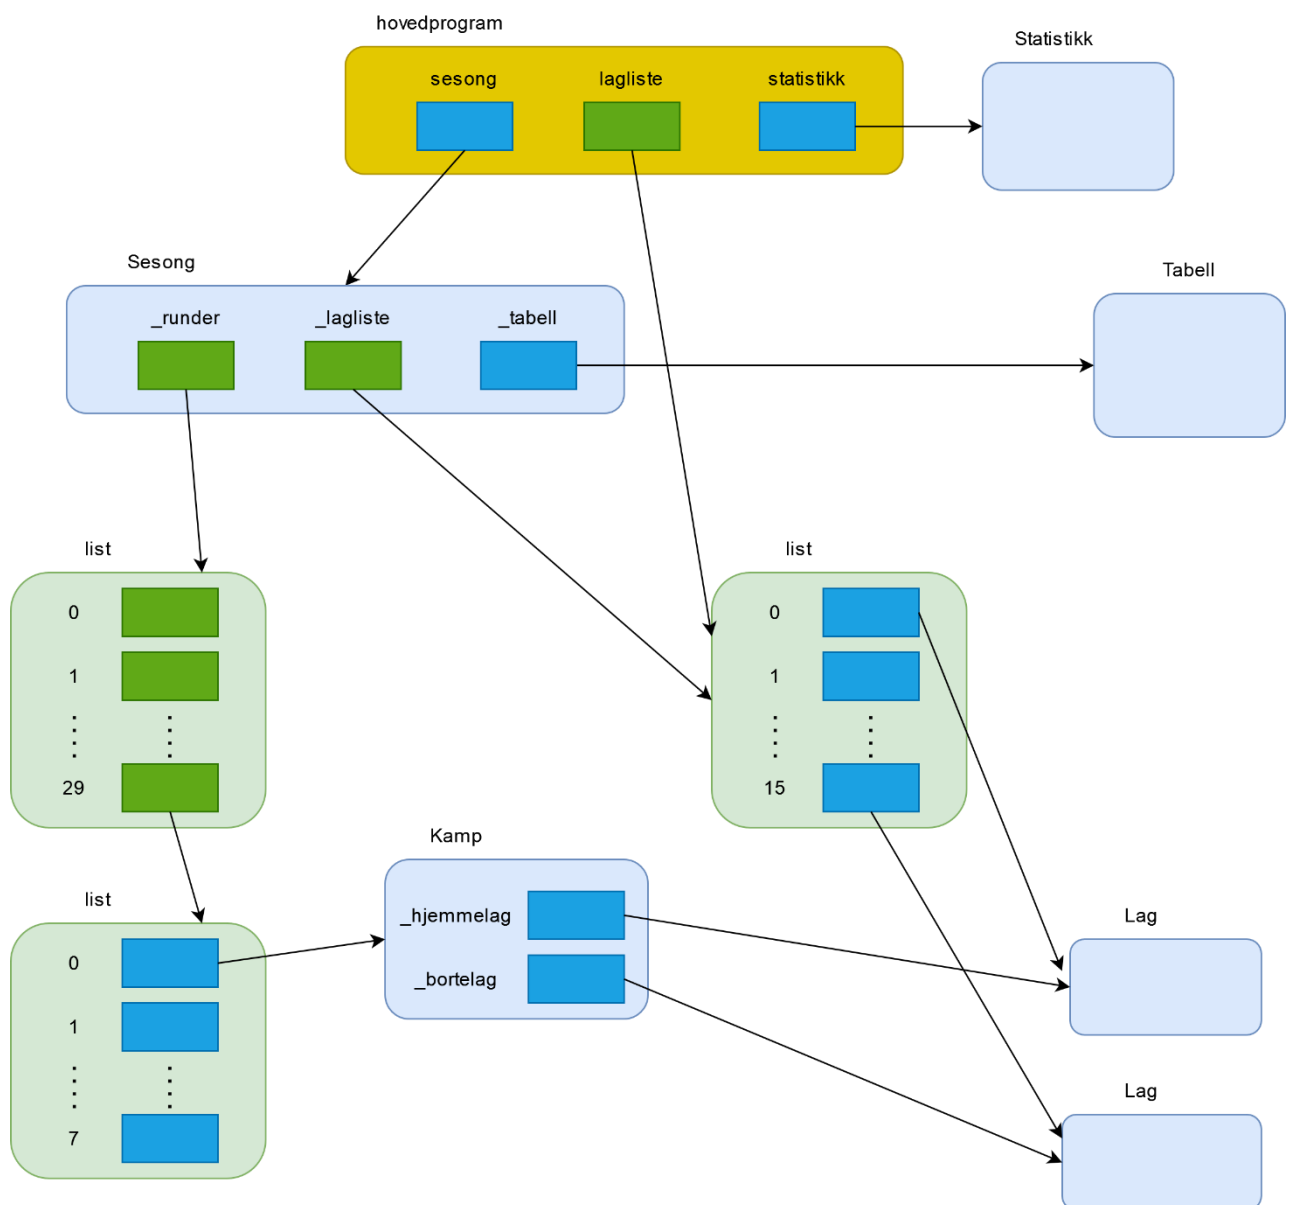 hovedprogram
Statistikk
sesong lagliste statistikk
Sesong
Tabell
_runder _lagliste _tabell
list
list
0
1
29
0
1
15
Kamp
list
_hjemmelag
_bortelag
Lag
0
1
7
Lag